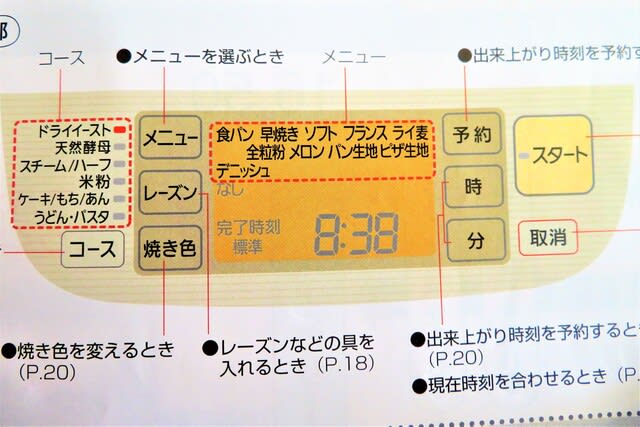 部
コース
●メニューを選ぶとき
メニュー
●出来上がり時刻を予約す
ドライイースト
天然酵母
スチーム/ハーフ
米粉
ケーキ/もち/あん
うどん・パスタ
コース
メニュー
レーズン
焼き色
食パン 早焼き ソフト フランス ライ麦
全粒粉 メロン パン生地 ピザ生地
デニッシュ
なし
完了時刻
標準
8:38
予約
時
分
スタート
取消
●焼き色を変えるとき
(P.20)
●レーズンなどの具を
入れるとき(P.18)
●出来上がり時刻を予約すると
(P.20)
●現在時刻を合わせるとき(P.